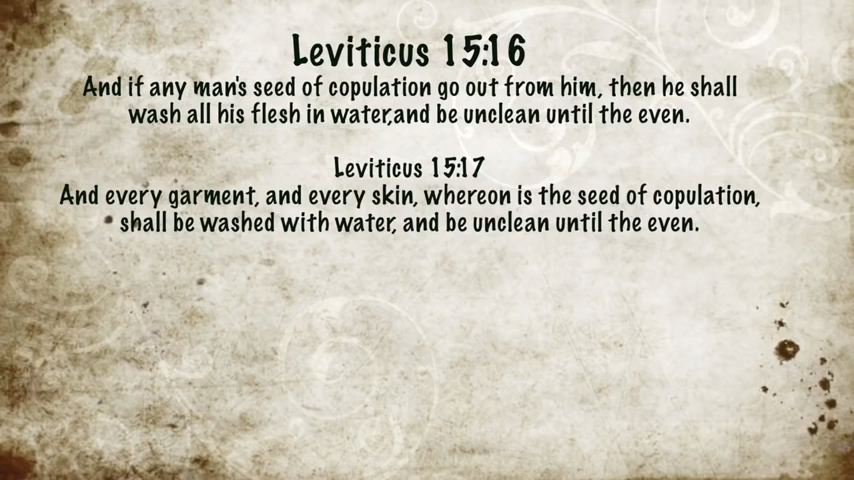 Leviticus 15:16
And if any man's seed of copulation go out from him, then he shall
wash all his flesh in water,and be unclean until the even.
Leviticus 15:17
And every garment, and every skin, whereon is the seed of copulation,
shall be washed with water, and be unclean until the even.